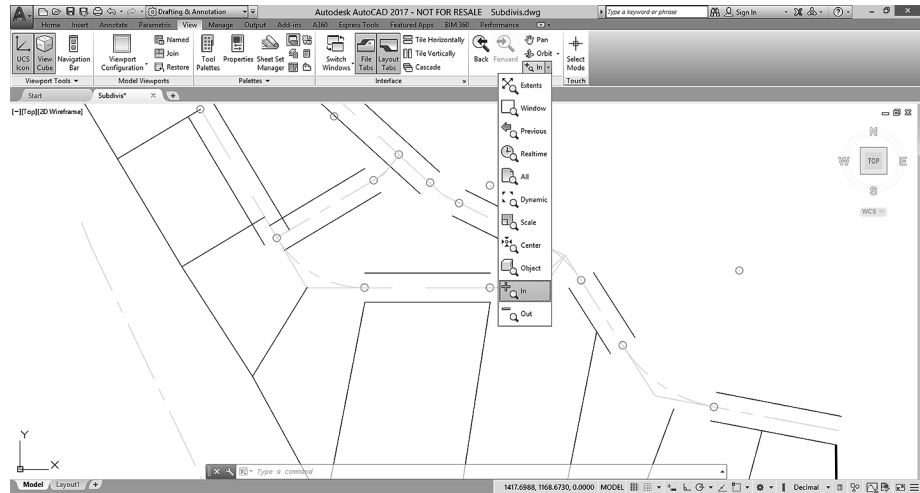 Drafting & Annotation
Autodesk AutoCAD 2017 - NOT FOR RESALE Subdivis.dwg
Type a keyword or phrase
Sign In
Home Insert Annotate Parametric View Manage Output Add-ins A360 Express Tools Featured Apps BIM 360 Performance
UCS Icon
View Cube
Navigation Bar
Viewport Tools
Viewport Configuration
Named
Join
Restore
Model Viewports
Tool Palettes
Properties
Sheet Set Manager
Palettes
Switch Windows
File Tabs
Layout Tabs
Tile Horizontally
Tile Vertically
Cascade
Interface
Back
Forward
Pan
Orbit
In
Select Mode
Touch
Start
Subdivis*
[−][Top][2D Wireframe]
Extents
Window
Previous
Realtime
All
Dynamic
Scale
Center
Object
In
Out
N
W
TOP
E
S
WCS
Y
X
Type a command
Model
Layout1
1417.6988, 1168.6730, 0.0000 MODEL
Decimal